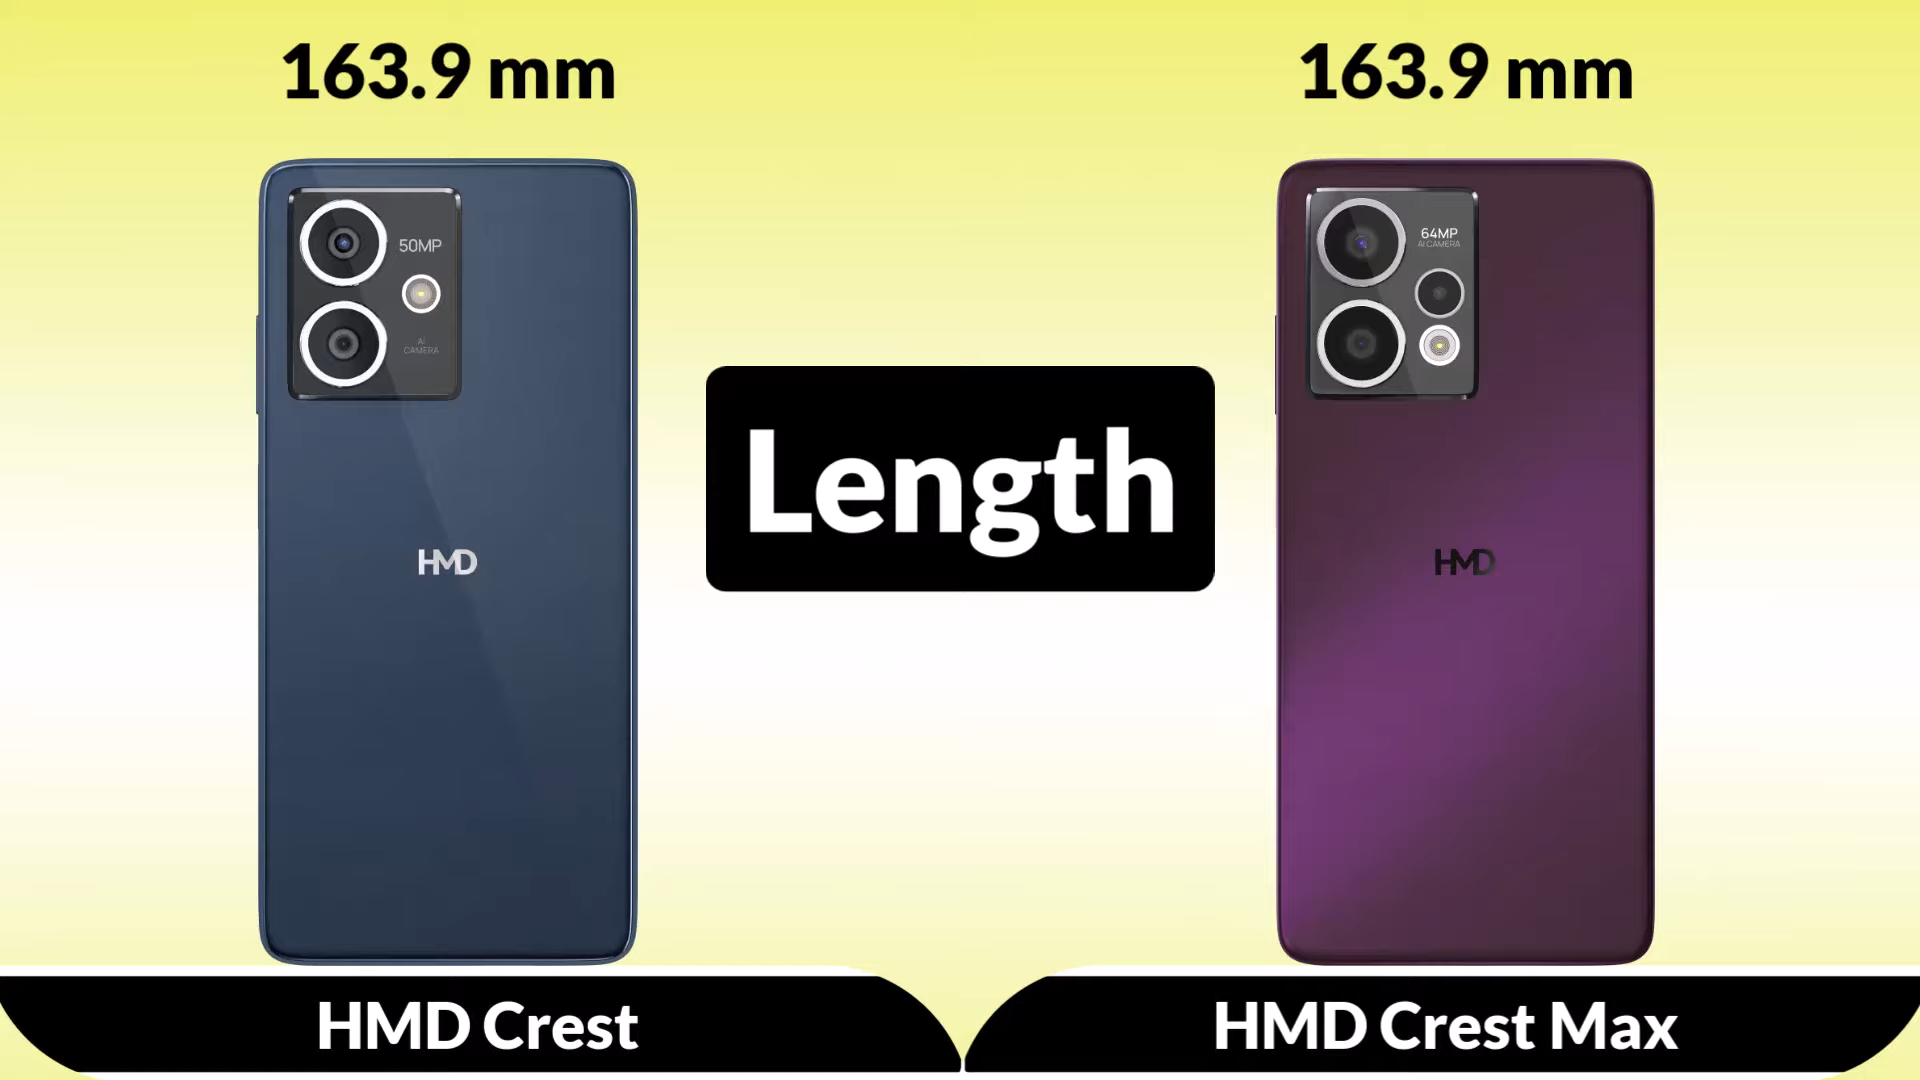 163.9 mm
163.9 mm
50MP
AI
CAMERA
64MP
AI CAMERA
Length
HMD
HMD
HMD Crest
HMD Crest Max